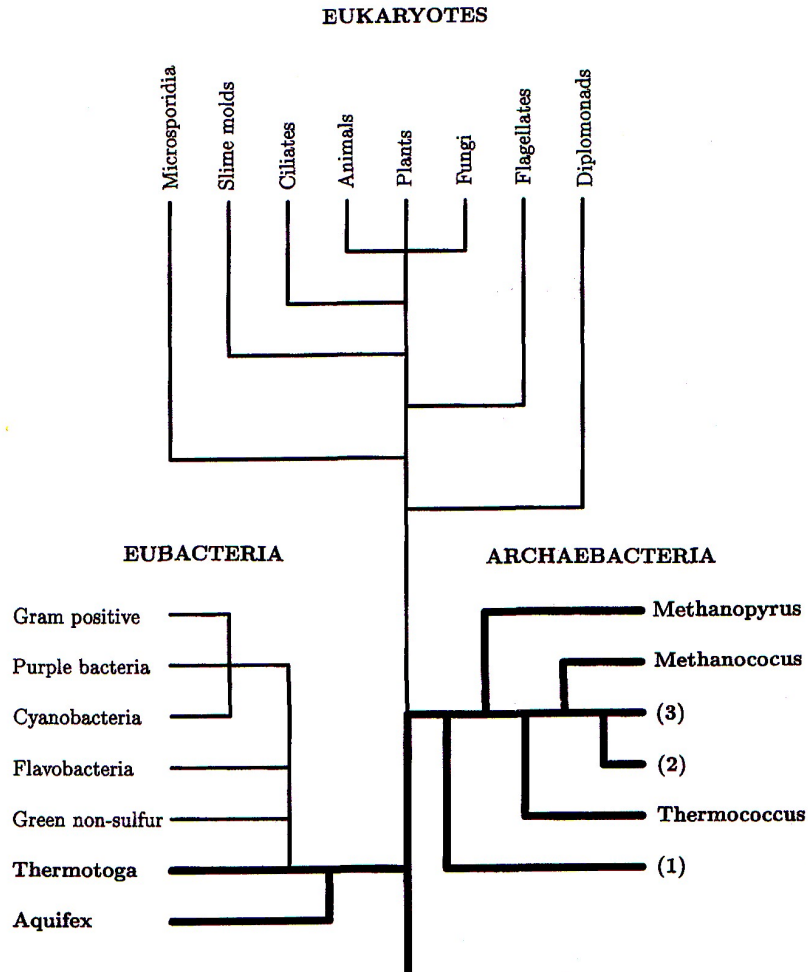 EUKARYOTES
Microsporidia
Slime molds
Ciliates
Animals
Plants
Fungi
Flagellates
Diplomonads
EUBACTERIA
Gram positive
Purple bacteria
Cyanobacteria
Flavobacteria
Green non-sulfur
Thermotoga
Aquifex
ARCHAEBACTERIA
Methanopyrus
Methanococus
(3)
(2)
Thermococcus
(1)